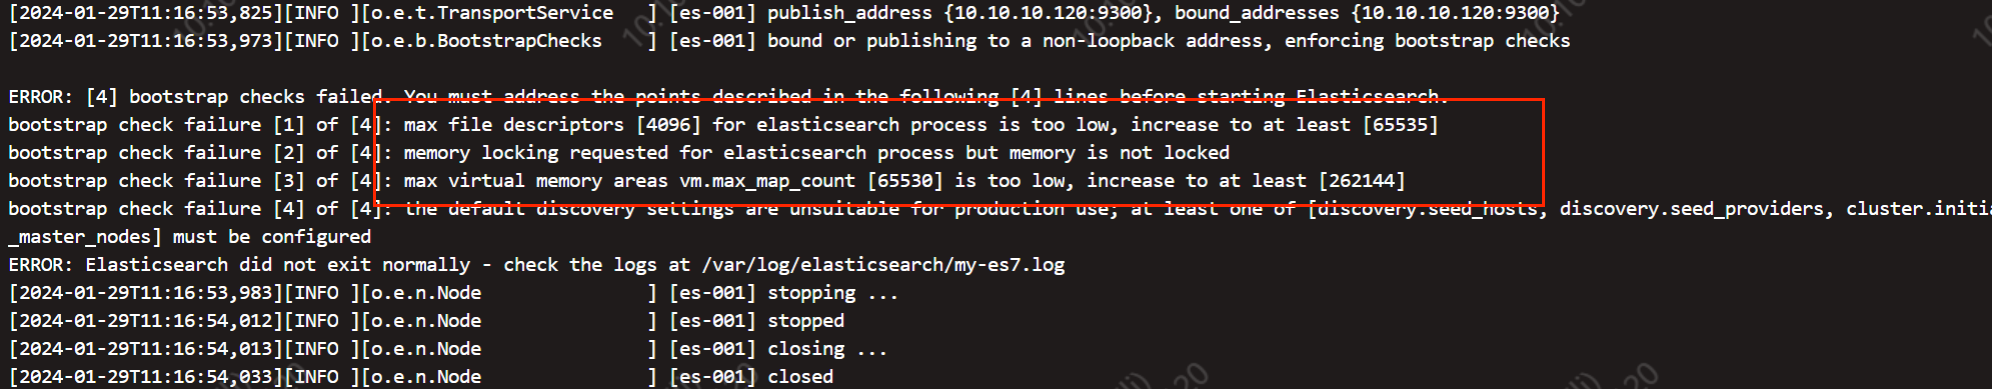 [2024-01-29T11:16:53,825][INFO ][o.e.t.TransportService   ] [es-001] publish_address {10.10.10.120:9300}, bound_addresses {10.10.10.120:9300}
[2024-01-29T11:16:53,973][INFO ][o.e.b.BootstrapChecks    ] [es-001] bound or publishing to a non-loopback address, enforcing bootstrap checks
ERROR: [4] bootstrap checks failed. You must address the points described in the following [4] lines before starting Elasticsearch.
bootstrap check failure [1] of [4]: max file descriptors [4096] for elasticsearch process is too low, increase to at least [65535]
bootstrap check failure [2] of [4]: memory locking requested for elasticsearch process but memory is not locked
bootstrap check failure [3] of [4]: max virtual memory areas vm.max_map_count [65530] is too low, increase to at least [262144]
bootstrap check failure [4] of [4]: the default discovery settings are unsuitable for production use; at least one of [discovery.seed_hosts, discovery.seed_providers, cluster.initia
_master_nodes] must be configured
ERROR: Elasticsearch did not exit normally - check the logs at /var/log/elasticsearch/my-es7.log
[2024-01-29T11:16:53,983][INFO ][o.e.n.Node               ] [es-001] stopping ...
[2024-01-29T11:16:54,012][INFO ][o.e.n.Node               ] [es-001] stopped
[2024-01-29T11:16:54,013][INFO ][o.e.n.Node               ] [es-001] closing ...
[2024-01-29T11:16:54,033][INFO ][o.e.n.Node               ] [es-001] closed